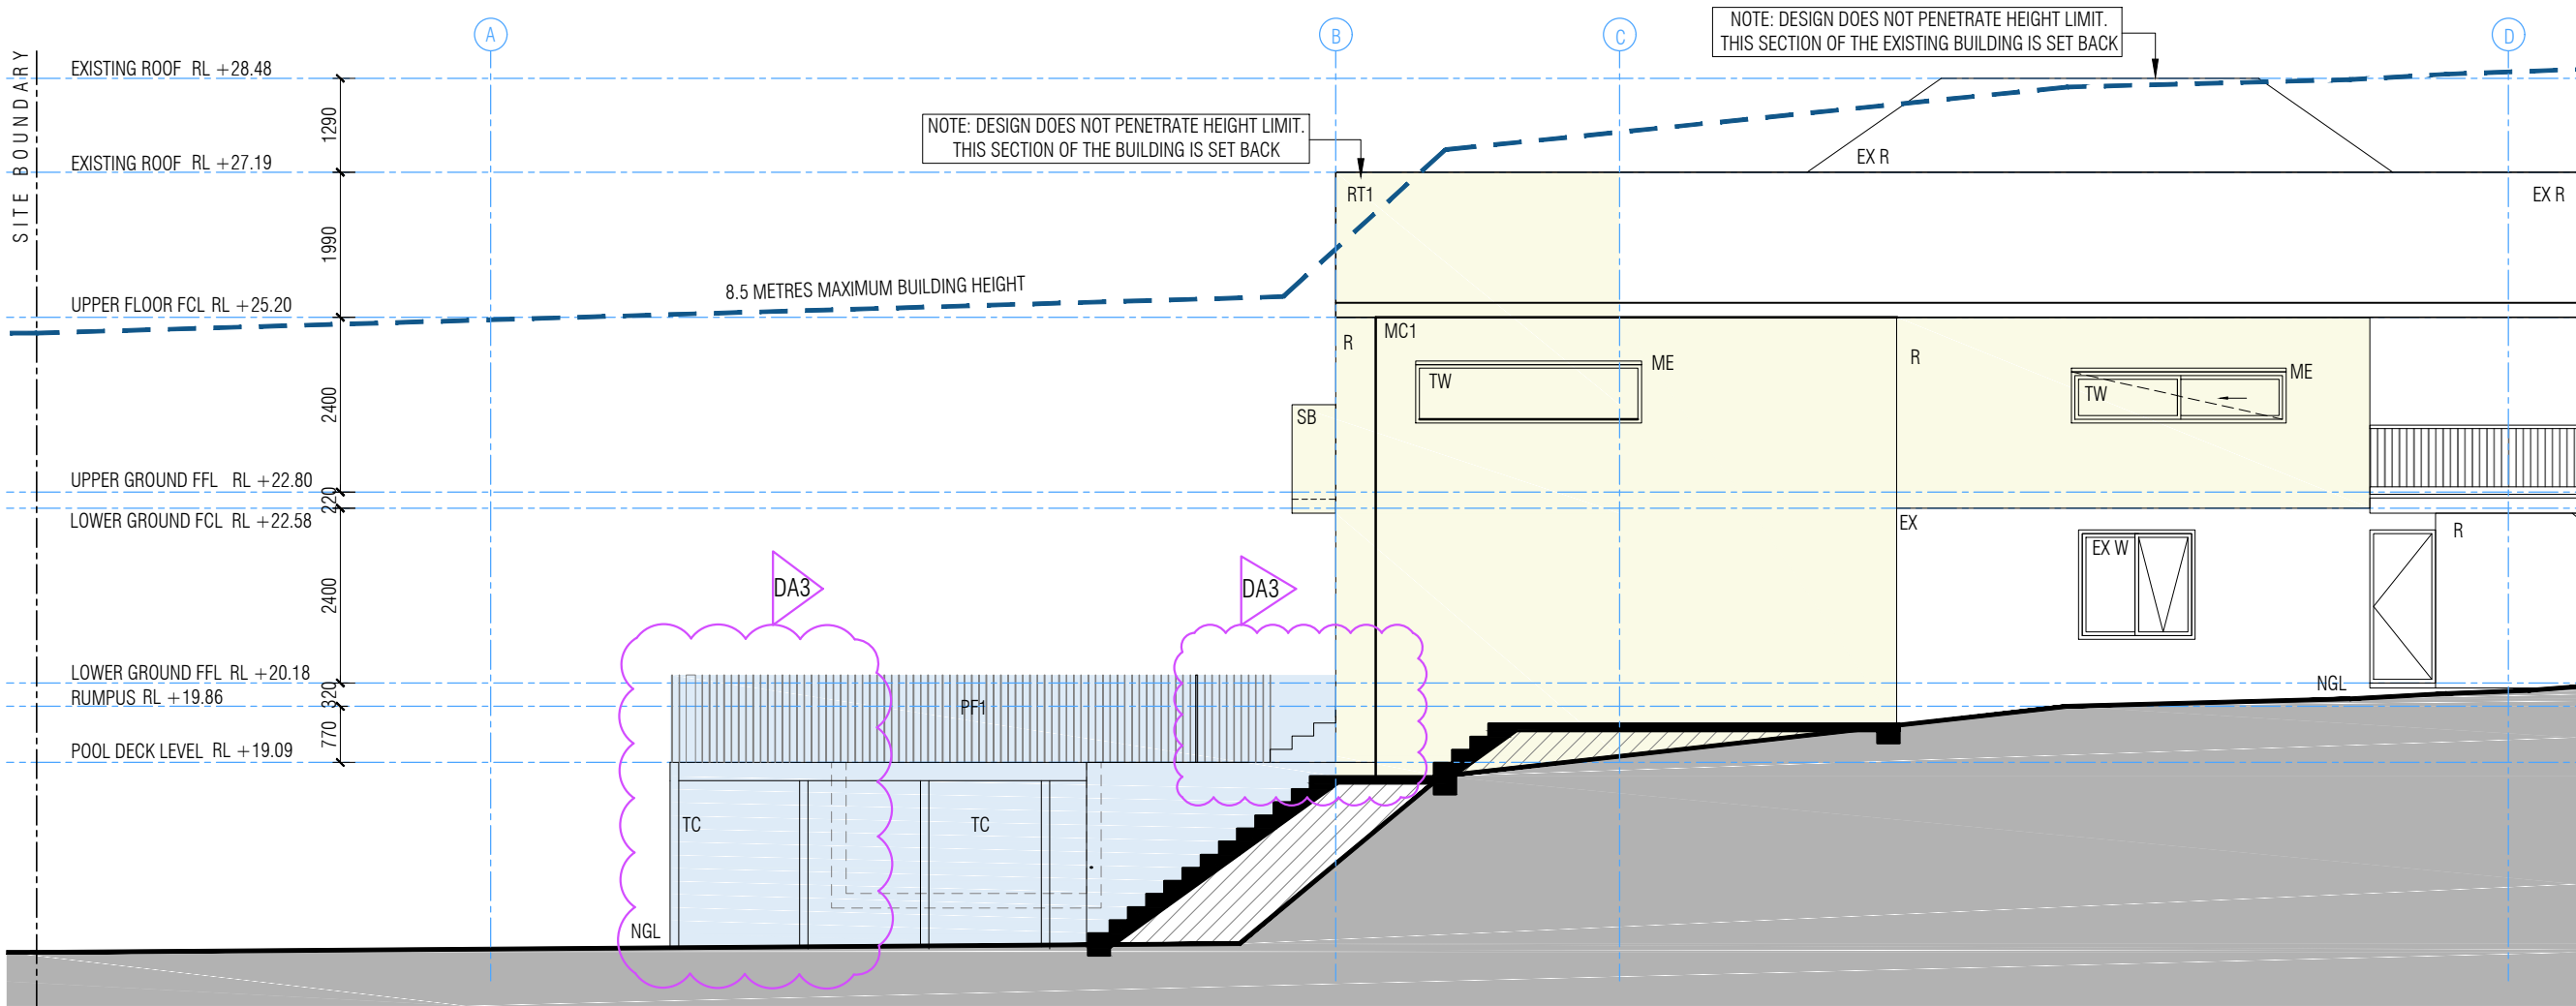 A
B
C
D
NOTE: DESIGN DOES NOT PENETRATE HEIGHT LIMIT.
THIS SECTION OF THE EXISTING BUILDING IS SET BACK
SITE BOUNDARY
EXISTING ROOF RL +28.48
1290
NOTE: DESIGN DOES NOT PENETRATE HEIGHT LIMIT.
THIS SECTION OF THE BUILDING IS SET BACK
EX R
EXISTING ROOF RL +27.19
RT1
EX R
1990
8.5 METRES MAXIMUM BUILDING HEIGHT
UPPER FLOOR FCL RL +25.20
R
MC1
R
ME
ME
TW
TW
2400
SB
UPPER GROUND FFL RL +22.80
220
LOWER GROUND FCL RL +22.58
EX
R
EX W
DA3
DA3
2400
LOWER GROUND FFL RL +20.18
NGL
320
RUMPUS RL +19.86
PF1
770
POOL DECK LEVEL RL +19.09
TC
TC
NGL